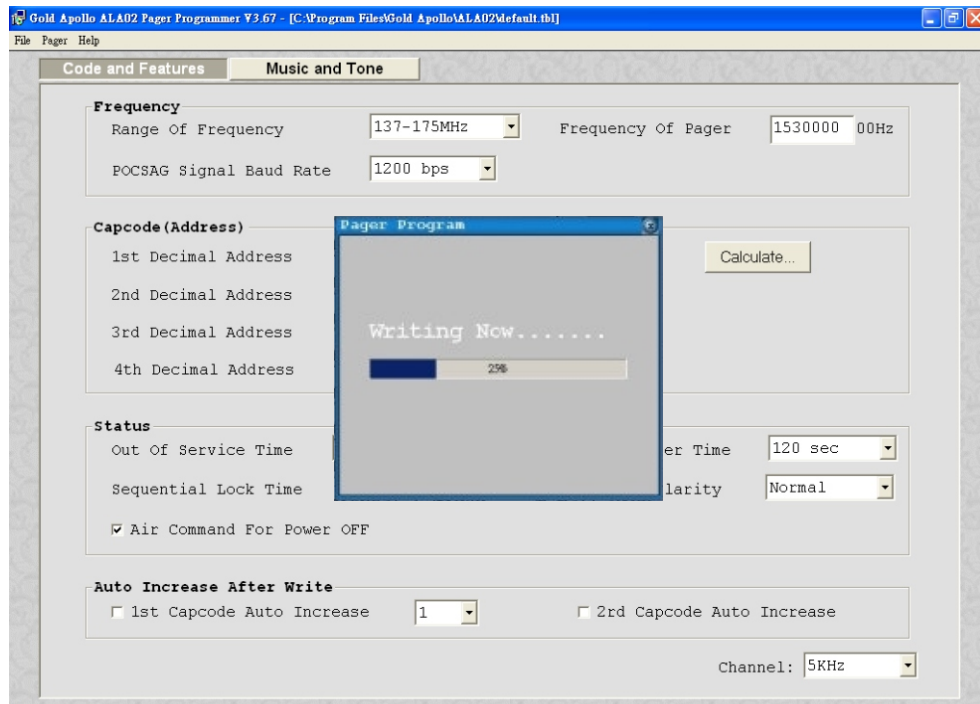 Gold Apollo ALA02 Pager Programmer V3.67 - [C:\Program Files\Gold Apollo\ALA02\default.tbl]
File Pager Help
Code and Features Music and Tone
Frequency
Range Of Frequency 137-175MHz Frequency Of Pager 1530000 00Hz
POCSAG Signal Baud Rate 1200 bps
Capcode(Address)
Pager Program
1st Decimal Address Calculate...
2nd Decimal Address
3rd Decimal Address Writing Now.......
4th Decimal Address 25%
Status
Out Of Service Time er Time 120 sec
Sequential Lock Time larity Normal
Air Command For Power OFF
Auto Increase After Write
1st Capcode Auto Increase 1 2rd Capcode Auto Increase
Channel: 5KHz